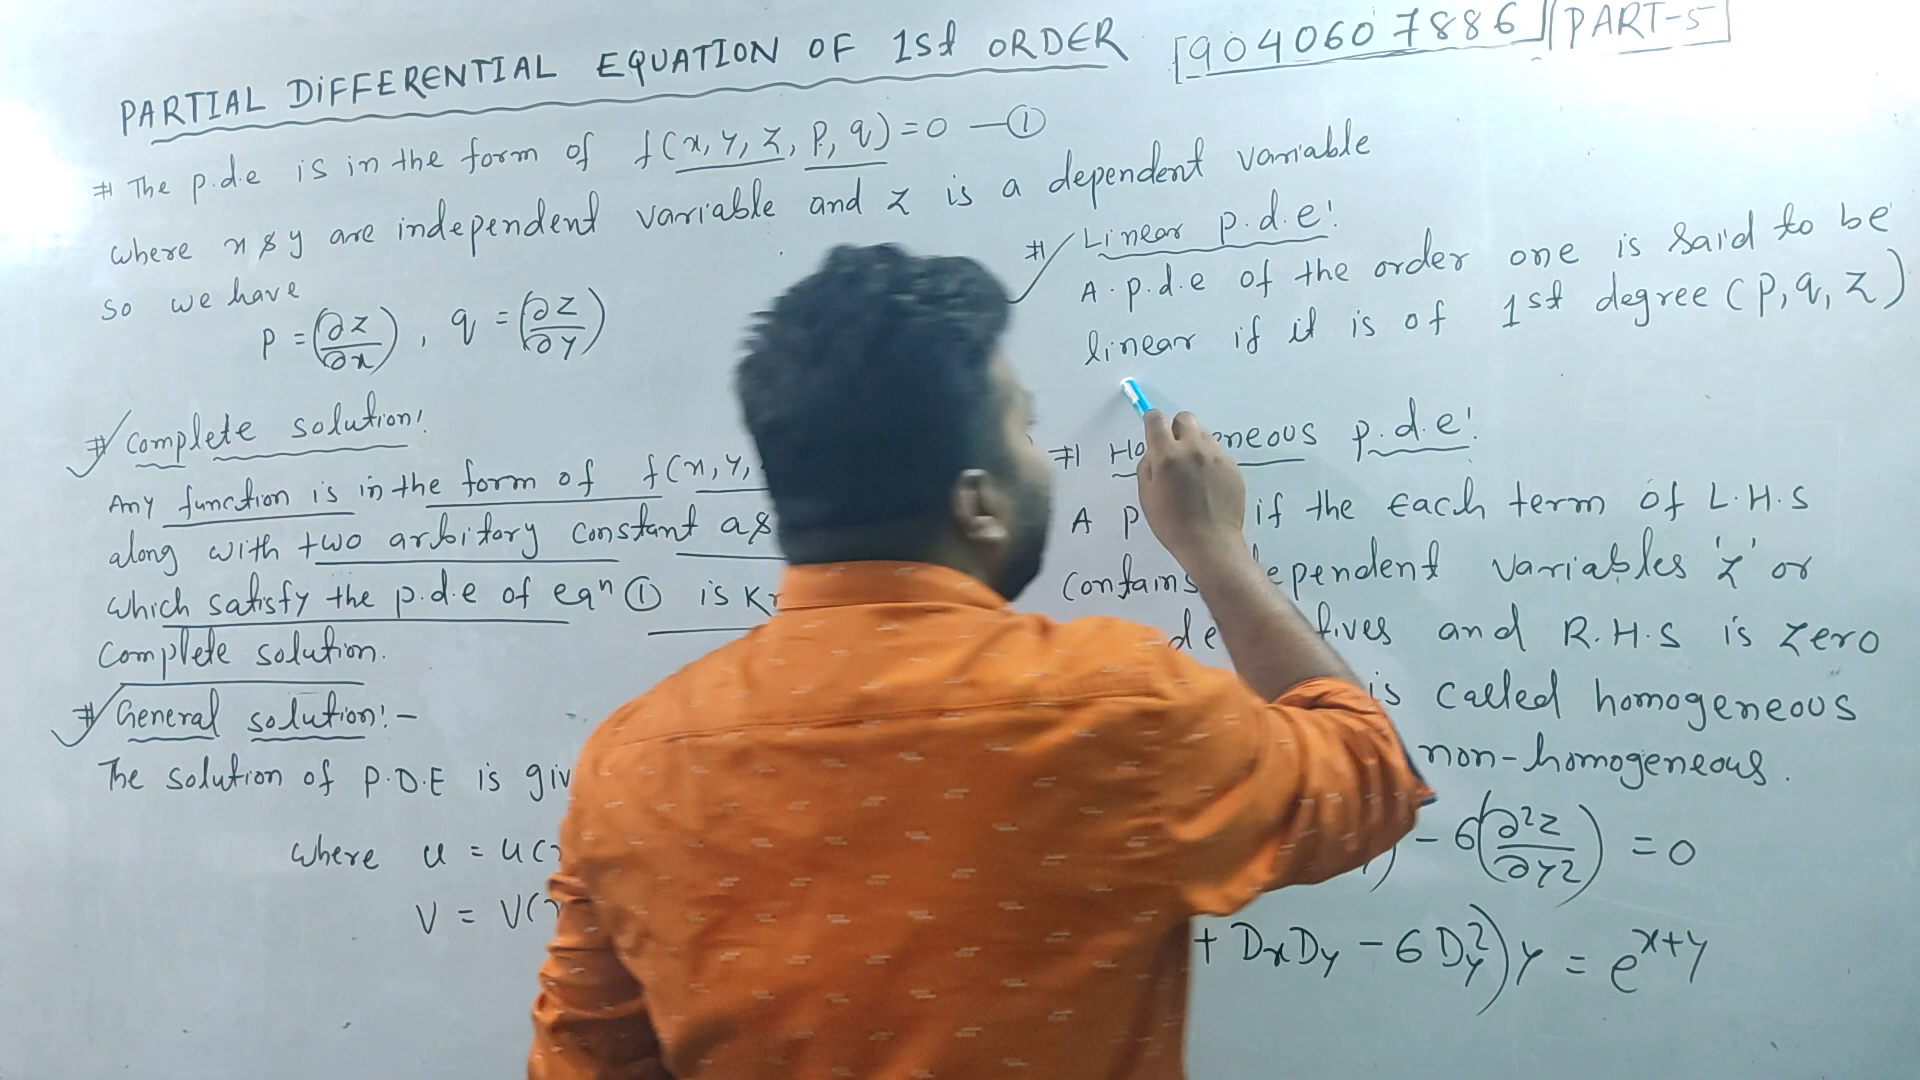 PARTIAL DIFFERENTIAL EQUATION OF 1st ORDER [9040607886] PART-5
# The p.d.e is in the form of f(x, y, z, p, q) = 0 — ①
where x & y are independent variable and z is a dependent variable
so we have
p = (∂z/∂x) , q = (∂z/∂y)
# Complete solution:
Any function is in the form of f(x, y,
along with two arbitary constant a &
which satisfy the p.d.e of eqⁿ ① is
complete solution.
# General solution:-
The solution of P.D.E is
where u = u(
V = V(
# Linear p.d.e:
A p.d.e of the order one is said to be
linear if it is of 1st degree (p, q, z)
# p.d.e:
A if the each term of L.H.S
contains variables 'z' or
and R.H.S is zero
is called homogeneous
non-homogeneous.
) - 6(∂²z/∂y²) = 0
+ DxDy - 6Dy²)y = e^(x+y)